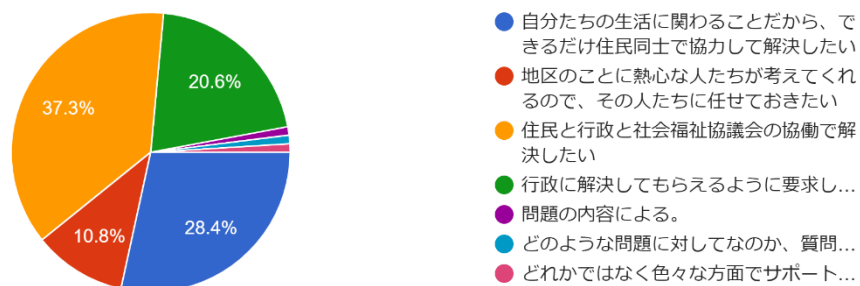 37.3%
20.6%
10.8%
28.4%
自分たちの生活に関わることだから、で
きるだけ住民同士で協力して解決したい
地区のことに熱心な人たちが考えてくれ
るので、その人たちに任せておきたい
住民と行政と社会福祉協議会の協働で解
決したい
行政に解決してもらえるように要求し…
問題の内容による。
どのような問題に対してなのか、質問…
どれかではなく色々な方面でサポート…